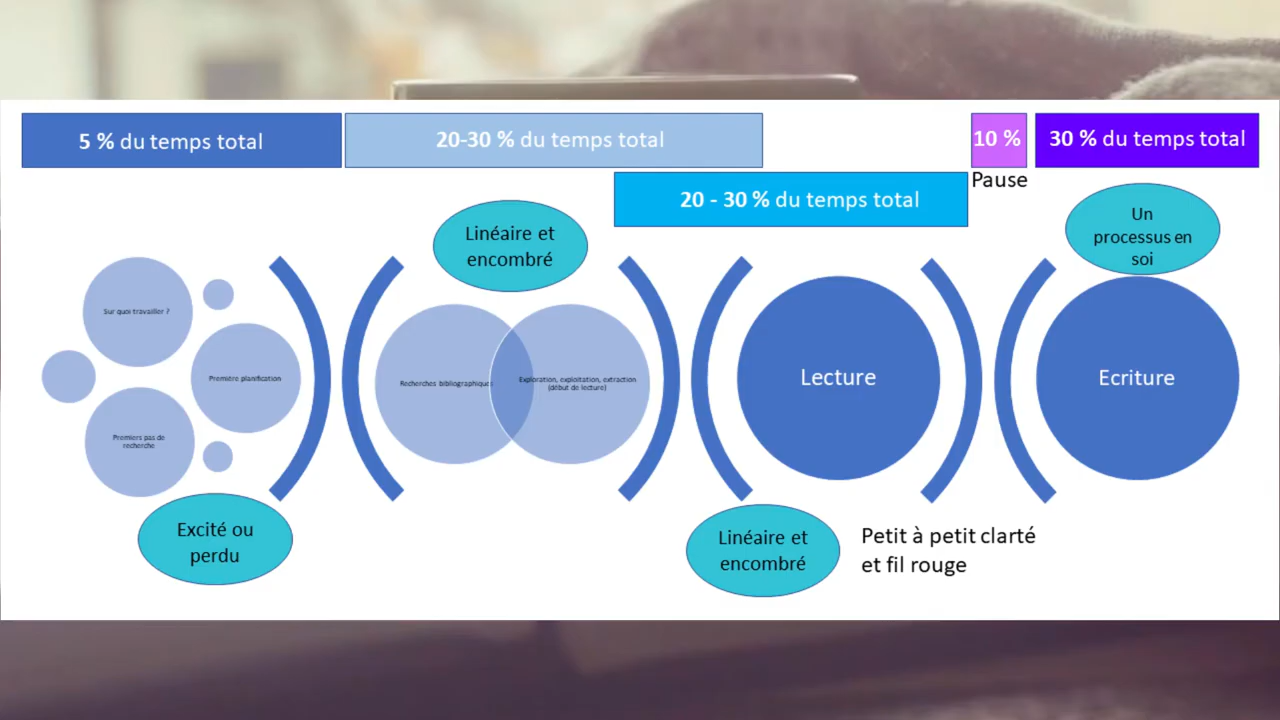 5 % du temps total
20-30 % du temps total
10 %
30 % du temps total
Pause
20 - 30 % du temps total
Linéaire et
encombré
Un
processus en
soi
Sur quoi travailler ?
Première planification
Premiers pas de
recherche
Recherches bibliographiques
Exploration, exploitation, extraction
(début de lecture)
Lecture
Ecriture
Excité ou
perdu
Linéaire et
encombré
Petit à petit clarté
et fil rouge